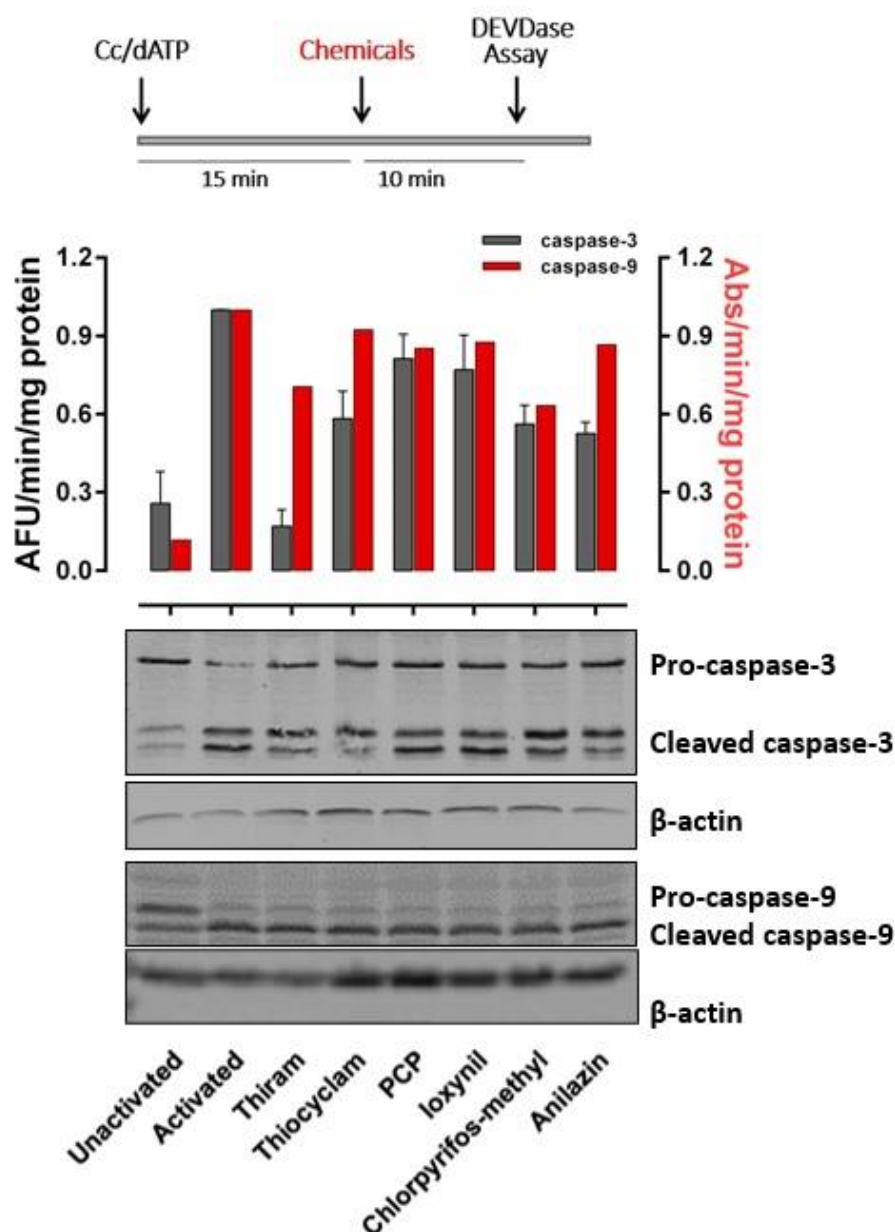 Cc/dATP
Chemicals
DEVDase
Assay
15 min
10 min
caspase-3
caspase-9
AFU/min/mg protein
1.2
0.9
0.6
0.3
0.0
1.2
0.9
0.6
0.3
0.0
Abs/min/mg protein
Pro-caspase-3
Cleaved caspase-3
β-actin
Pro-caspase-9
Cleaved caspase-9
β-actin
Unactivated
Activated
Thiram
Thiocyclam
PCP
Ioxynil
Chlorpyrifos-methyl
Anilazin